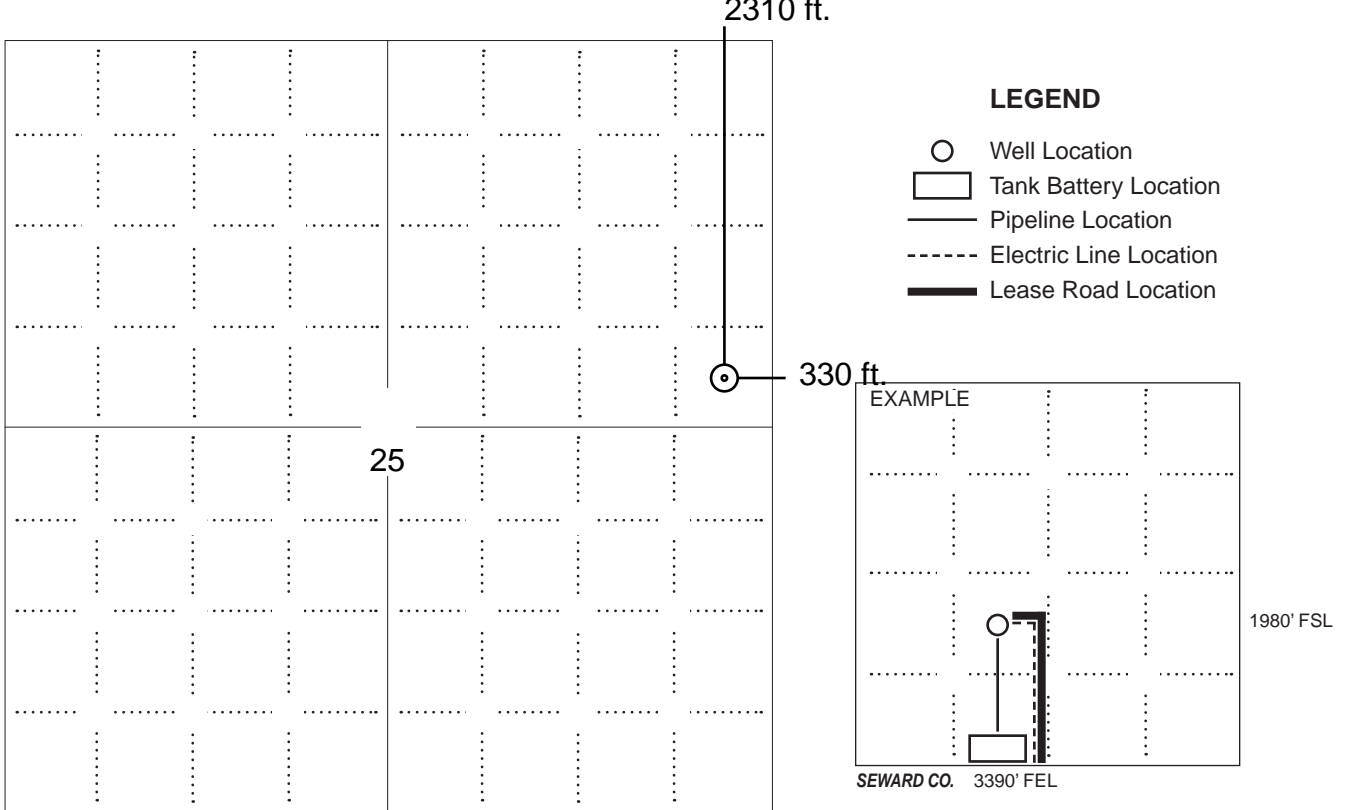 2310 ft.
LEGEND
Well Location
Tank Battery Location
Pipeline Location
Electric Line Location
Lease Road Location
330 ft.
EXAMPLE
25
1980' FSL
SEWARD CO. 3390' FEL